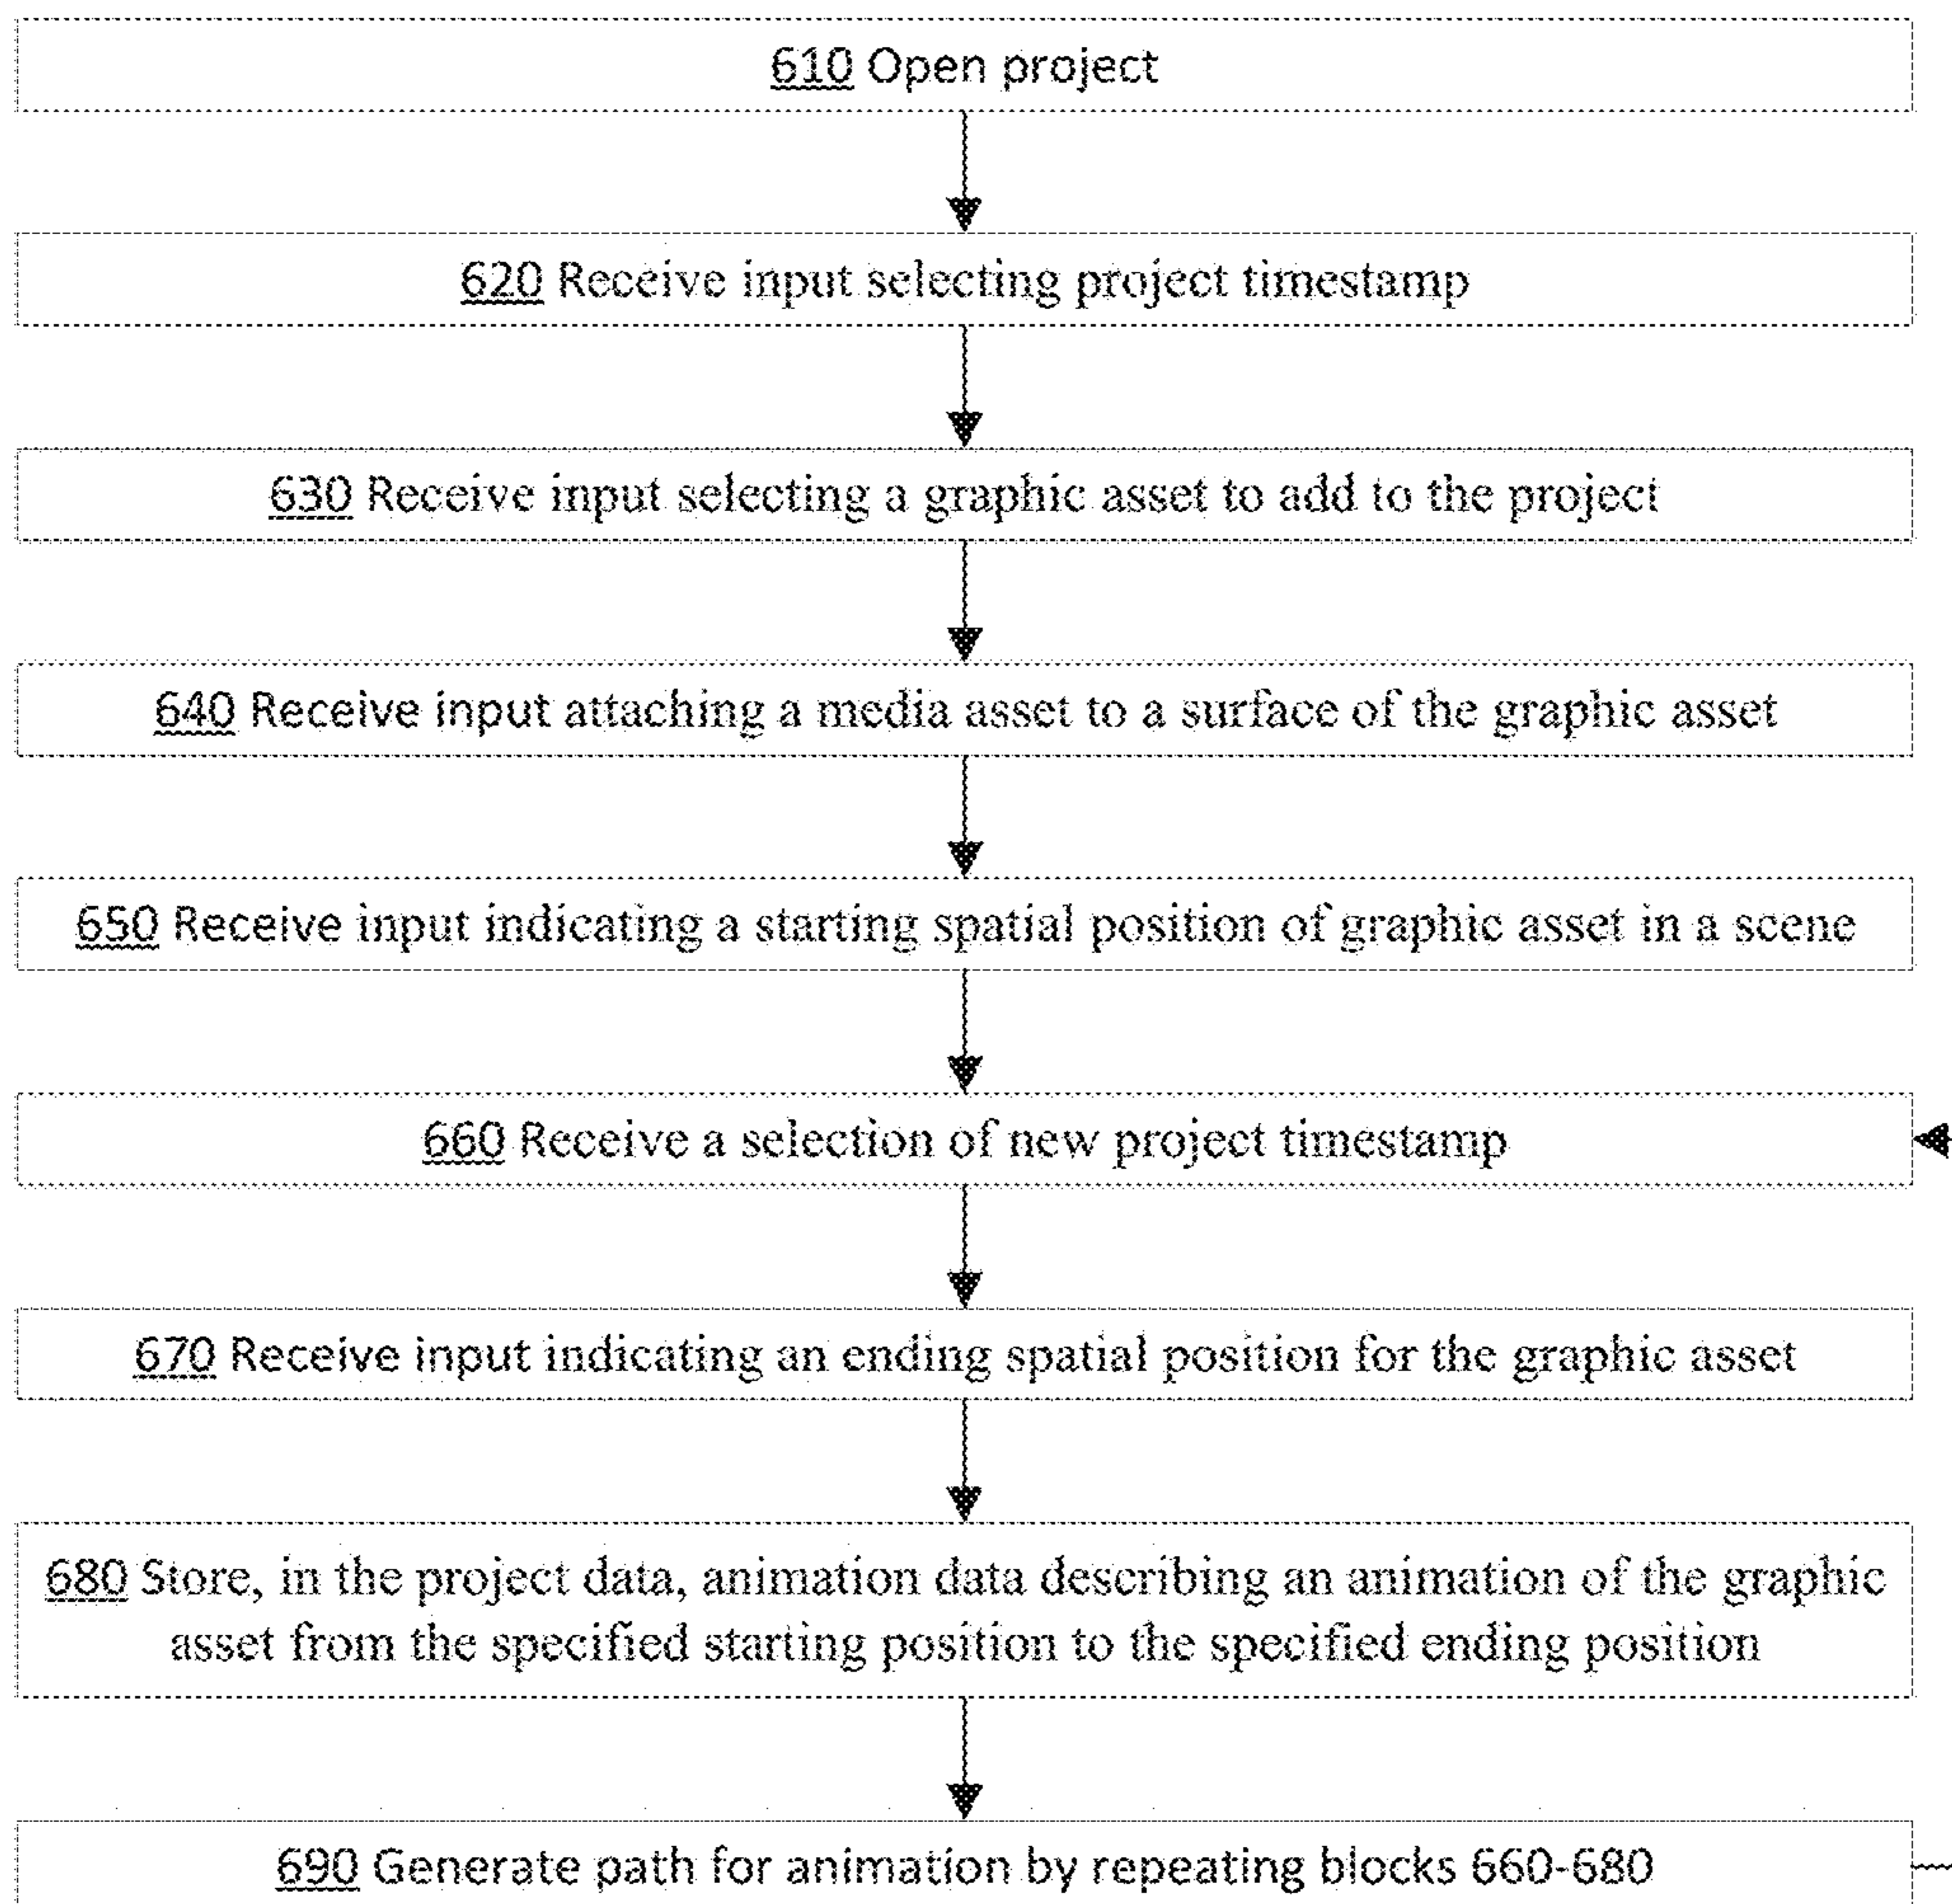 610 Open project
620 Receive input selecting project timestamp
630 Receive input selecting a graphic asset to add to the project
640 Receive input attaching a media asset to a surface of the graphic asset
650 Receive input indicating a starting spatial position of graphic asset in a scene
660 Receive a selection of new project timestamp
670 Receive input indicating an ending spatial position for the graphic asset
680 Store, in the project data, animation data describing an animation of the graphic
asset from the specified starting position to the specified ending position
690 Generate path for animation by repeating blocks 660-680